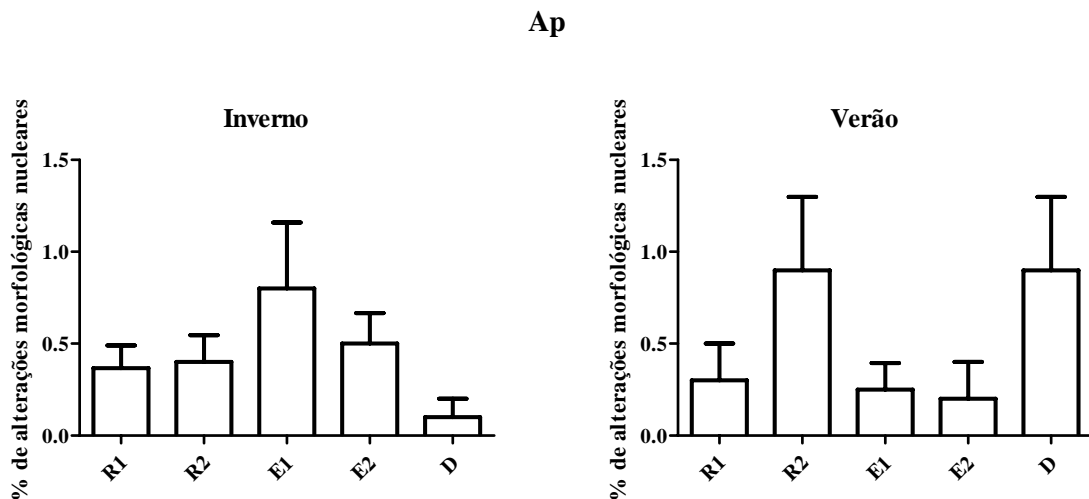 Ap
Inverno
% de alterações morfológicas nucleares
1.5
1.0
0.5
0.0
R1
R2
E1
E2
D
Verão
% de alterações morfológicas nucleares
1.5
1.0
0.5
0.0
R1
R2
E1
E2
D